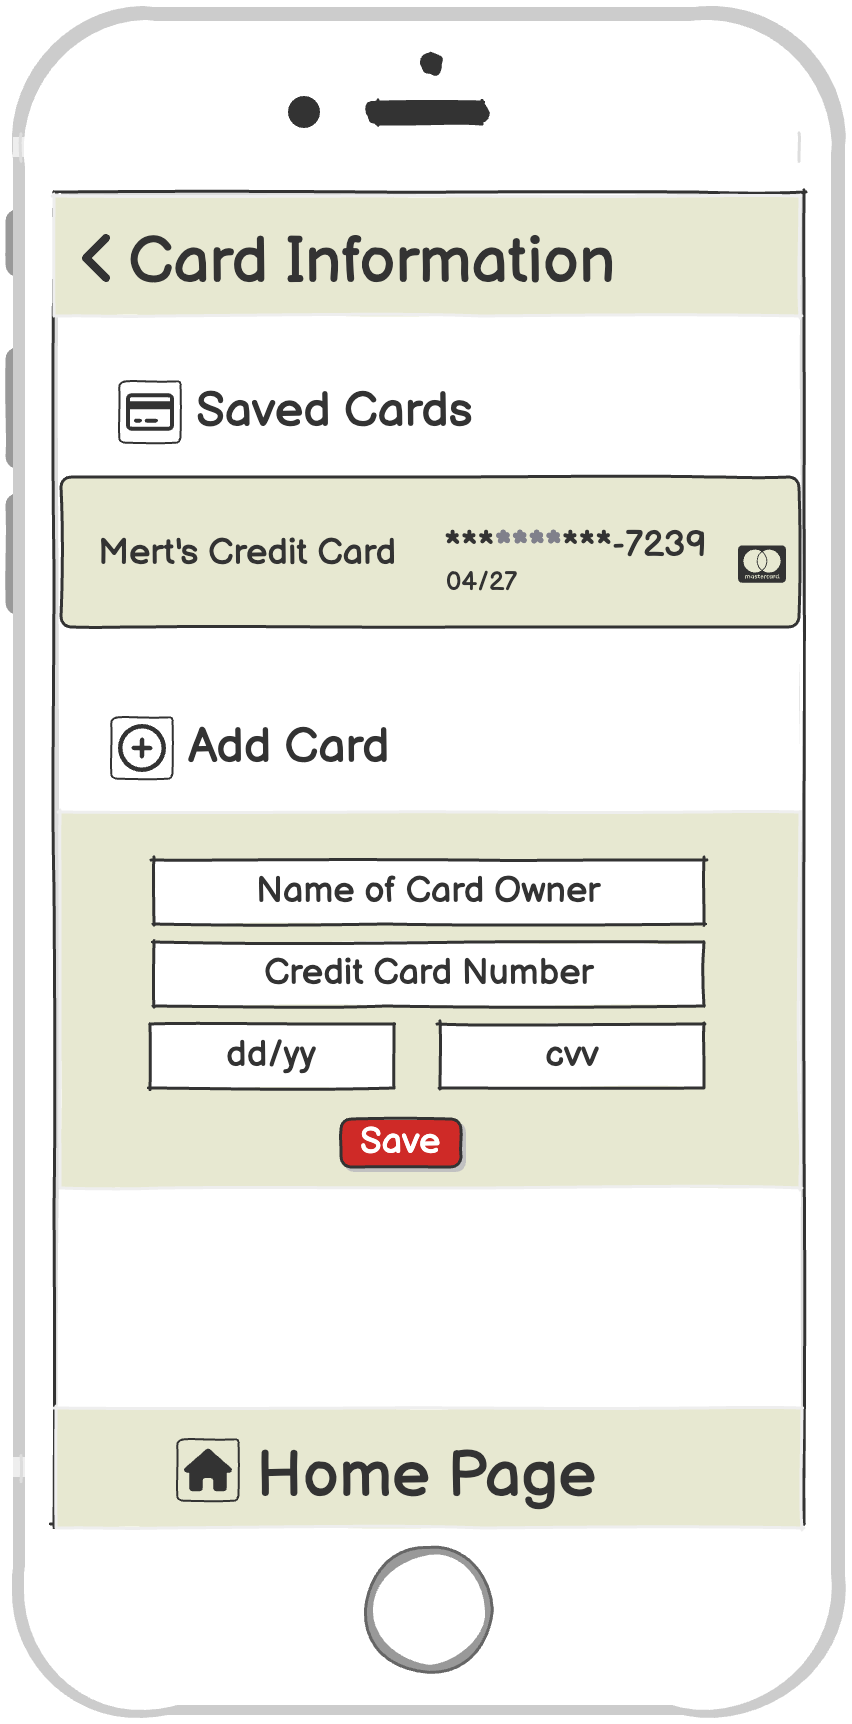 Card Information
Saved Cards
Mert's Credit Card
***********-7239
04/27
mastercard.
Add Card
Name of Card Owner
Credit Card Number
dd/yy
cvv
Save
Home Page